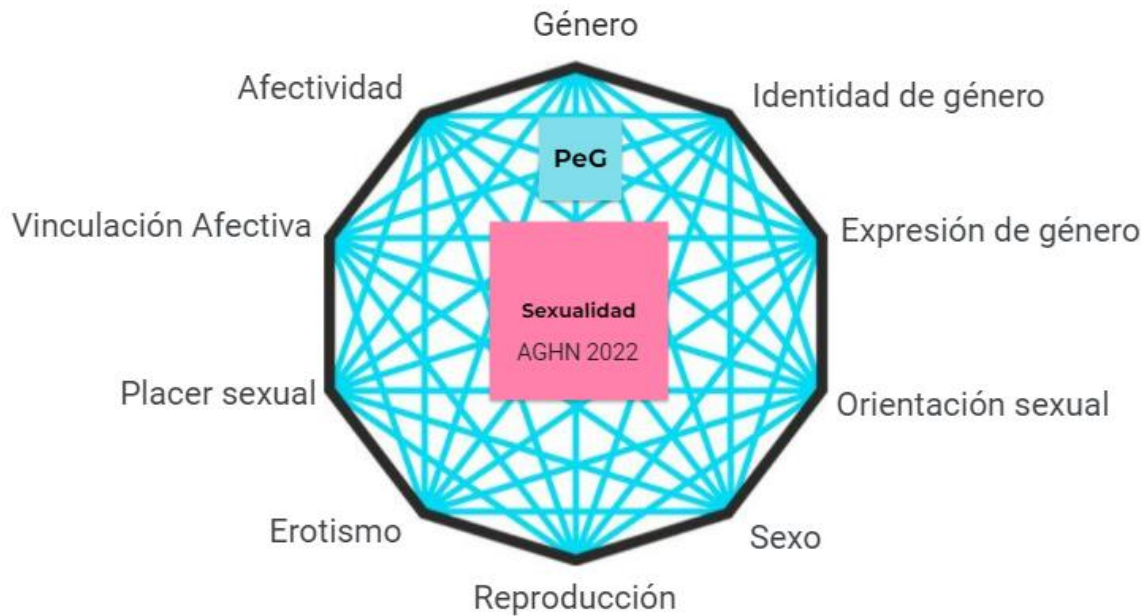 Género
Afectividad
Identidad de género
PeG
Vinculación Afectiva
Expresión de género
Sexualidad
AGHN 2022
Placer sexual
Orientación sexual
Erotismo
Sexo
Reproducción